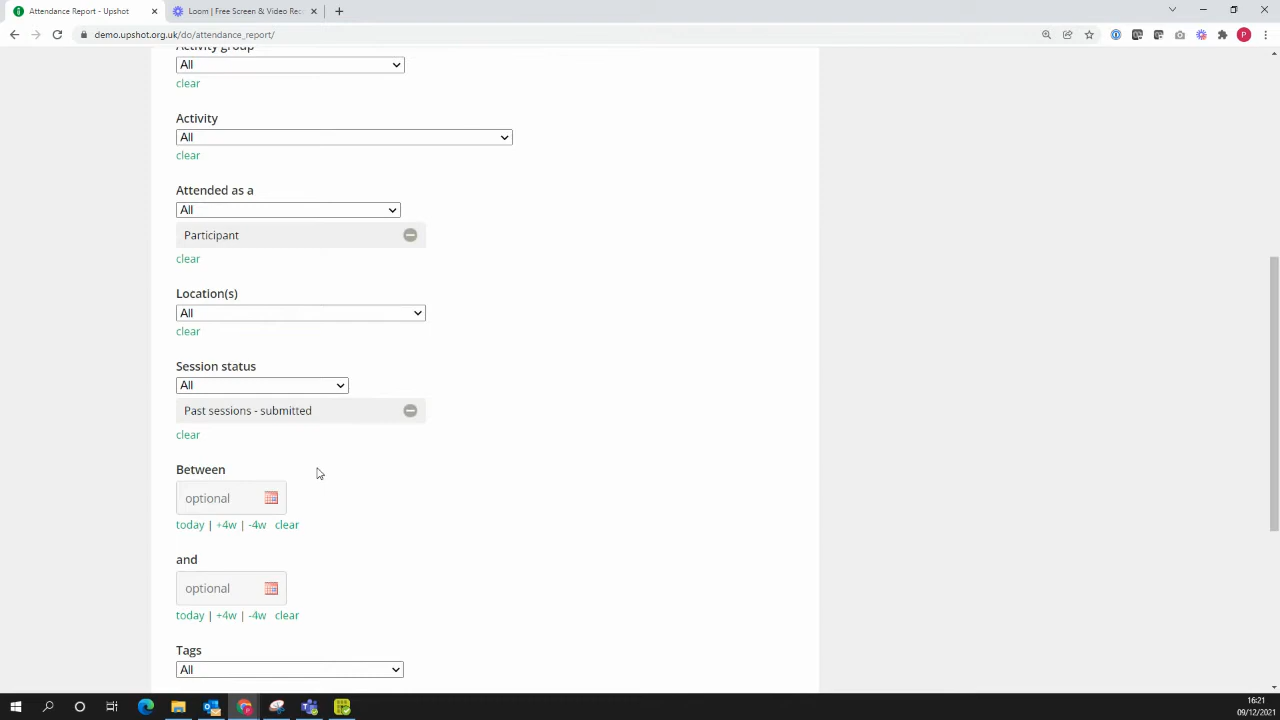 Attendance Report - Upshot
Loom | Free Screen & Video Rec
demo.upshot.org.uk/do/attendance_report/
P
Activity group
All
clear
Activity
All
clear
Attended as a
All
Participant
clear
Location(s)
All
clear
Session status
All
Past sessions - submitted
clear
Between
optional
today | +4w | -4w clear
and
optional
today | +4w | -4w clear
Tags
All
16:21
09/12/2021